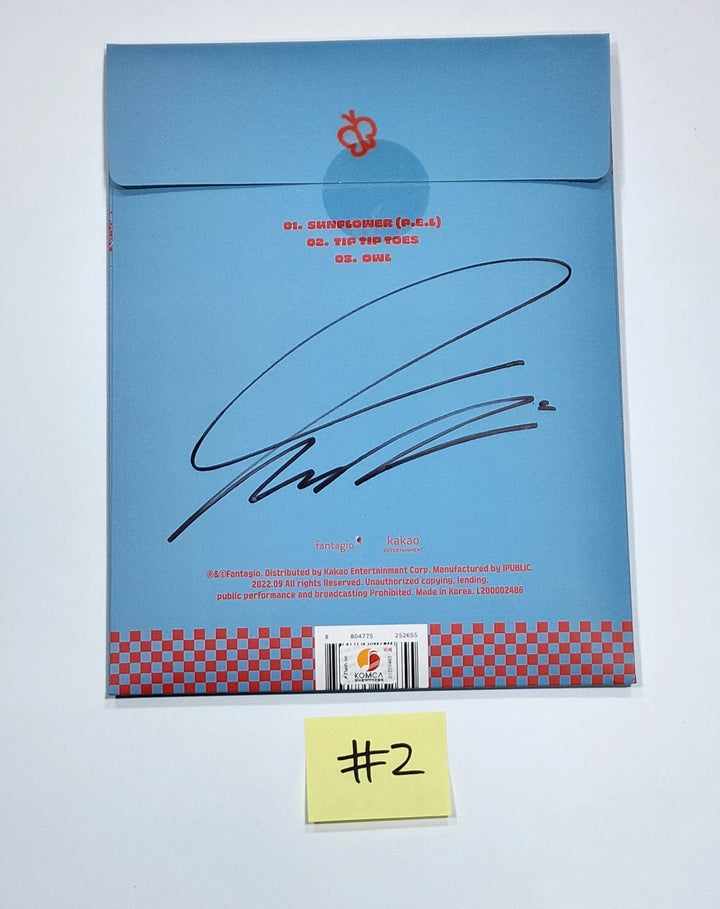 01. SUNFLOWER (P.E.L)
02. TIP TIP TOES
03. OWL
fantagio
kakao
ENTERTAINMENT
℗&©Fantagio. Distributed by Kakao Entertainment Corp. Manufactured by IPUBLIC.
2022.09 All rights Reserved. Unauthorized copying, lending,
public performance and broadcasting Prohibited. Made in Korea. L200002486
8 804775 252655
KOMCA
#2